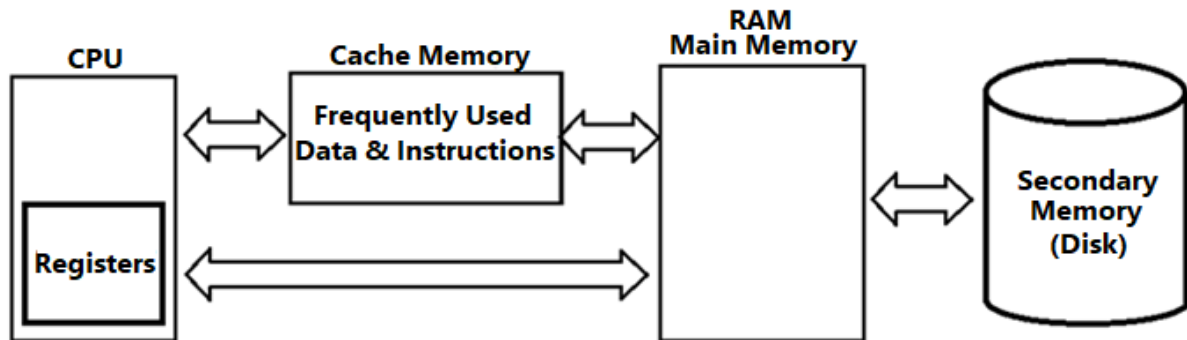 CPU
Registers
Cache Memory
Frequently Used
Data & Instructions
RAM
Main Memory
Secondary
Memory
(Disk)